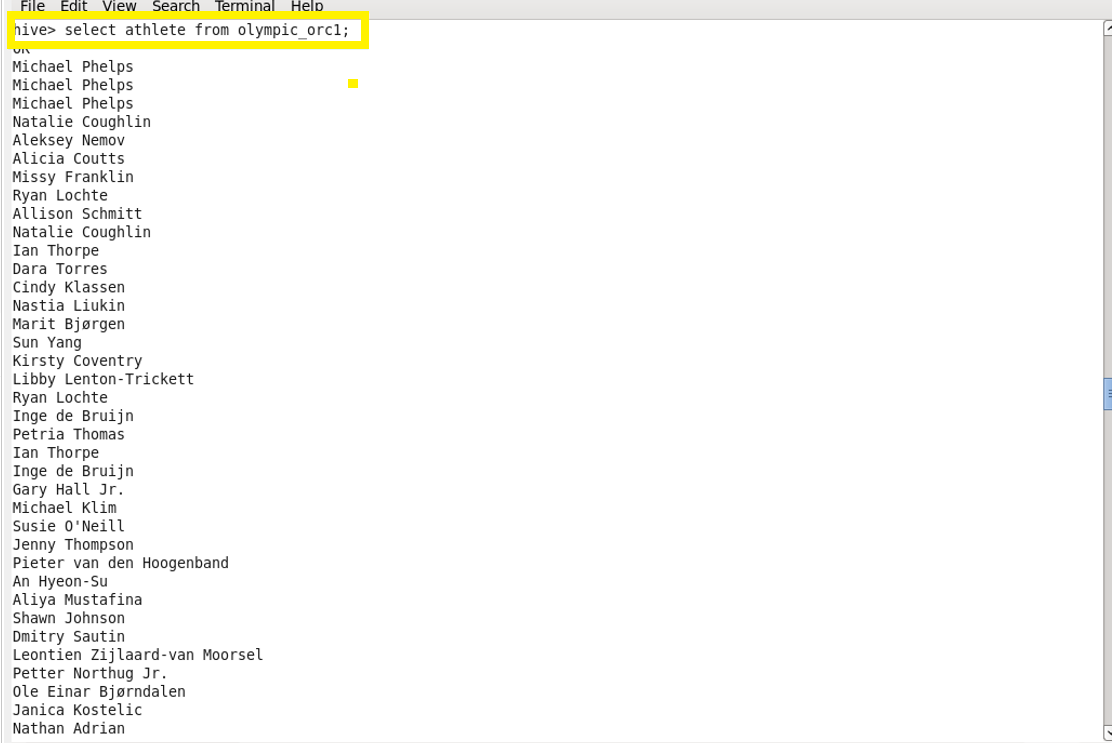 File Edit View Search Terminal Help
hive> select athlete from olympic_orc1;
OK
Michael Phelps
Michael Phelps
Michael Phelps
Natalie Coughlin
Aleksey Nemov
Alicia Coutts
Missy Franklin
Ryan Lochte
Allison Schmitt
Natalie Coughlin
Ian Thorpe
Dara Torres
Cindy Klassen
Nastia Liukin
Marit Bjørgen
Sun Yang
Kirsty Coventry
Libby Lenton-Trickett
Ryan Lochte
Inge de Bruijn
Petria Thomas
Ian Thorpe
Inge de Bruijn
Gary Hall Jr.
Michael Klim
Susie O'Neill
Jenny Thompson
Pieter van den Hoogenband
An Hyeon-Su
Aliya Mustafina
Shawn Johnson
Dmitry Sautin
Leontien Zijlaard-van Moorsel
Petter Northug Jr.
Ole Einar Bjørndalen
Janica Kostelic
Nathan Adrian